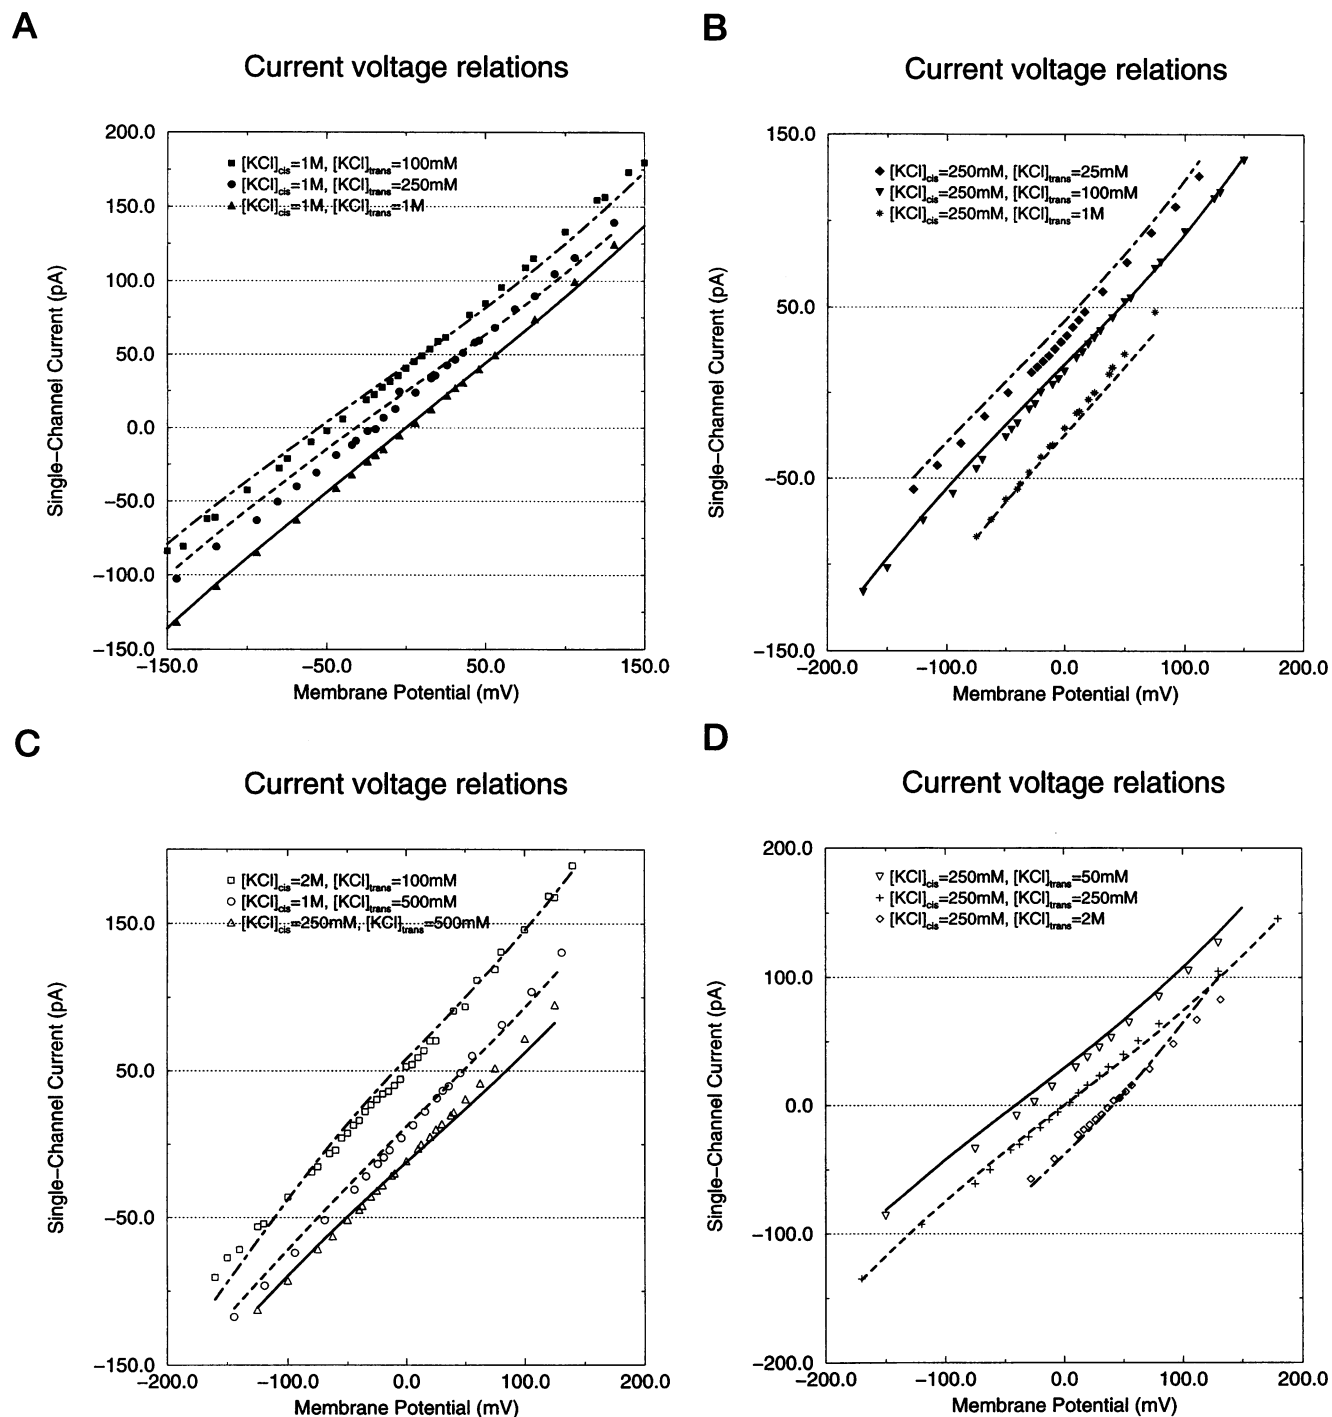 A
Current voltage relations
200.0
150.0
100.0
50.0
0.0
−50.0
−100.0
−150.0
Single−Channel Current (pA)
[KCl]cis=1M, [KCl]trans=100mM
[KCl]cis=1M, [KCl]trans=250mM
[KCl]cis=1M, [KCl]trans=1M
−150.0 −50.0 50.0 150.0
Membrane Potential (mV)
B
Current voltage relations
150.0
50.0
−50.0
−150.0
Single−Channel Current (pA)
[KCl]cis=250mM, [KCl]trans=25mM
[KCl]cis=250mM, [KCl]trans=100mM
[KCl]cis=250mM, [KCl]trans=1M
−200.0 −100.0 0.0 100.0 200.0
Membrane Potential (mV)
C
Current voltage relations
150.0
50.0
−50.0
−150.0
Single−Channel Current (pA)
[KCl]cis=2M, [KCl]trans=100mM
[KCl]cis=1M, [KCl]trans=500mM
[KCl]cis=250mM, [KCl]trans=500mM
−200.0 −100.0 0.0 100.0 200.0
Membrane Potential (mV)
D
Current voltage relations
200.0
100.0
0.0
−100.0
−200.0
Single−Channel Current (pA)
[KCl]cis=250mM, [KCl]trans=50mM
[KCl]cis=250mM, [KCl]trans=250mM
[KCl]cis=250mM, [KCl]trans=2M
−200.0 −100.0 0.0 100.0 200.0
Membrane Potential (mV)